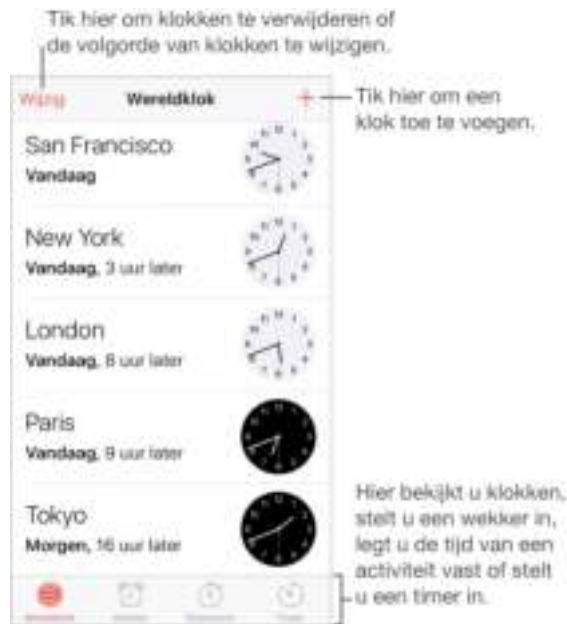 Tik hier om klokken te verwijderen of
de volgorde van klokken te wijzigen.
Wijzig Wereldklok +
Tik hier om een
klok toe te voegen.
San Francisco
Vandaag
New York
Vandaag, 3 uur later
London
Vandaag, 8 uur later
Paris
Vandaag, 9 uur later
Tokyo
Morgen, 16 uur later
Hier bekijkt u klokken,
stelt u een wekker in,
legt u de tijd van een
activiteit vast of stelt
u een timer in.